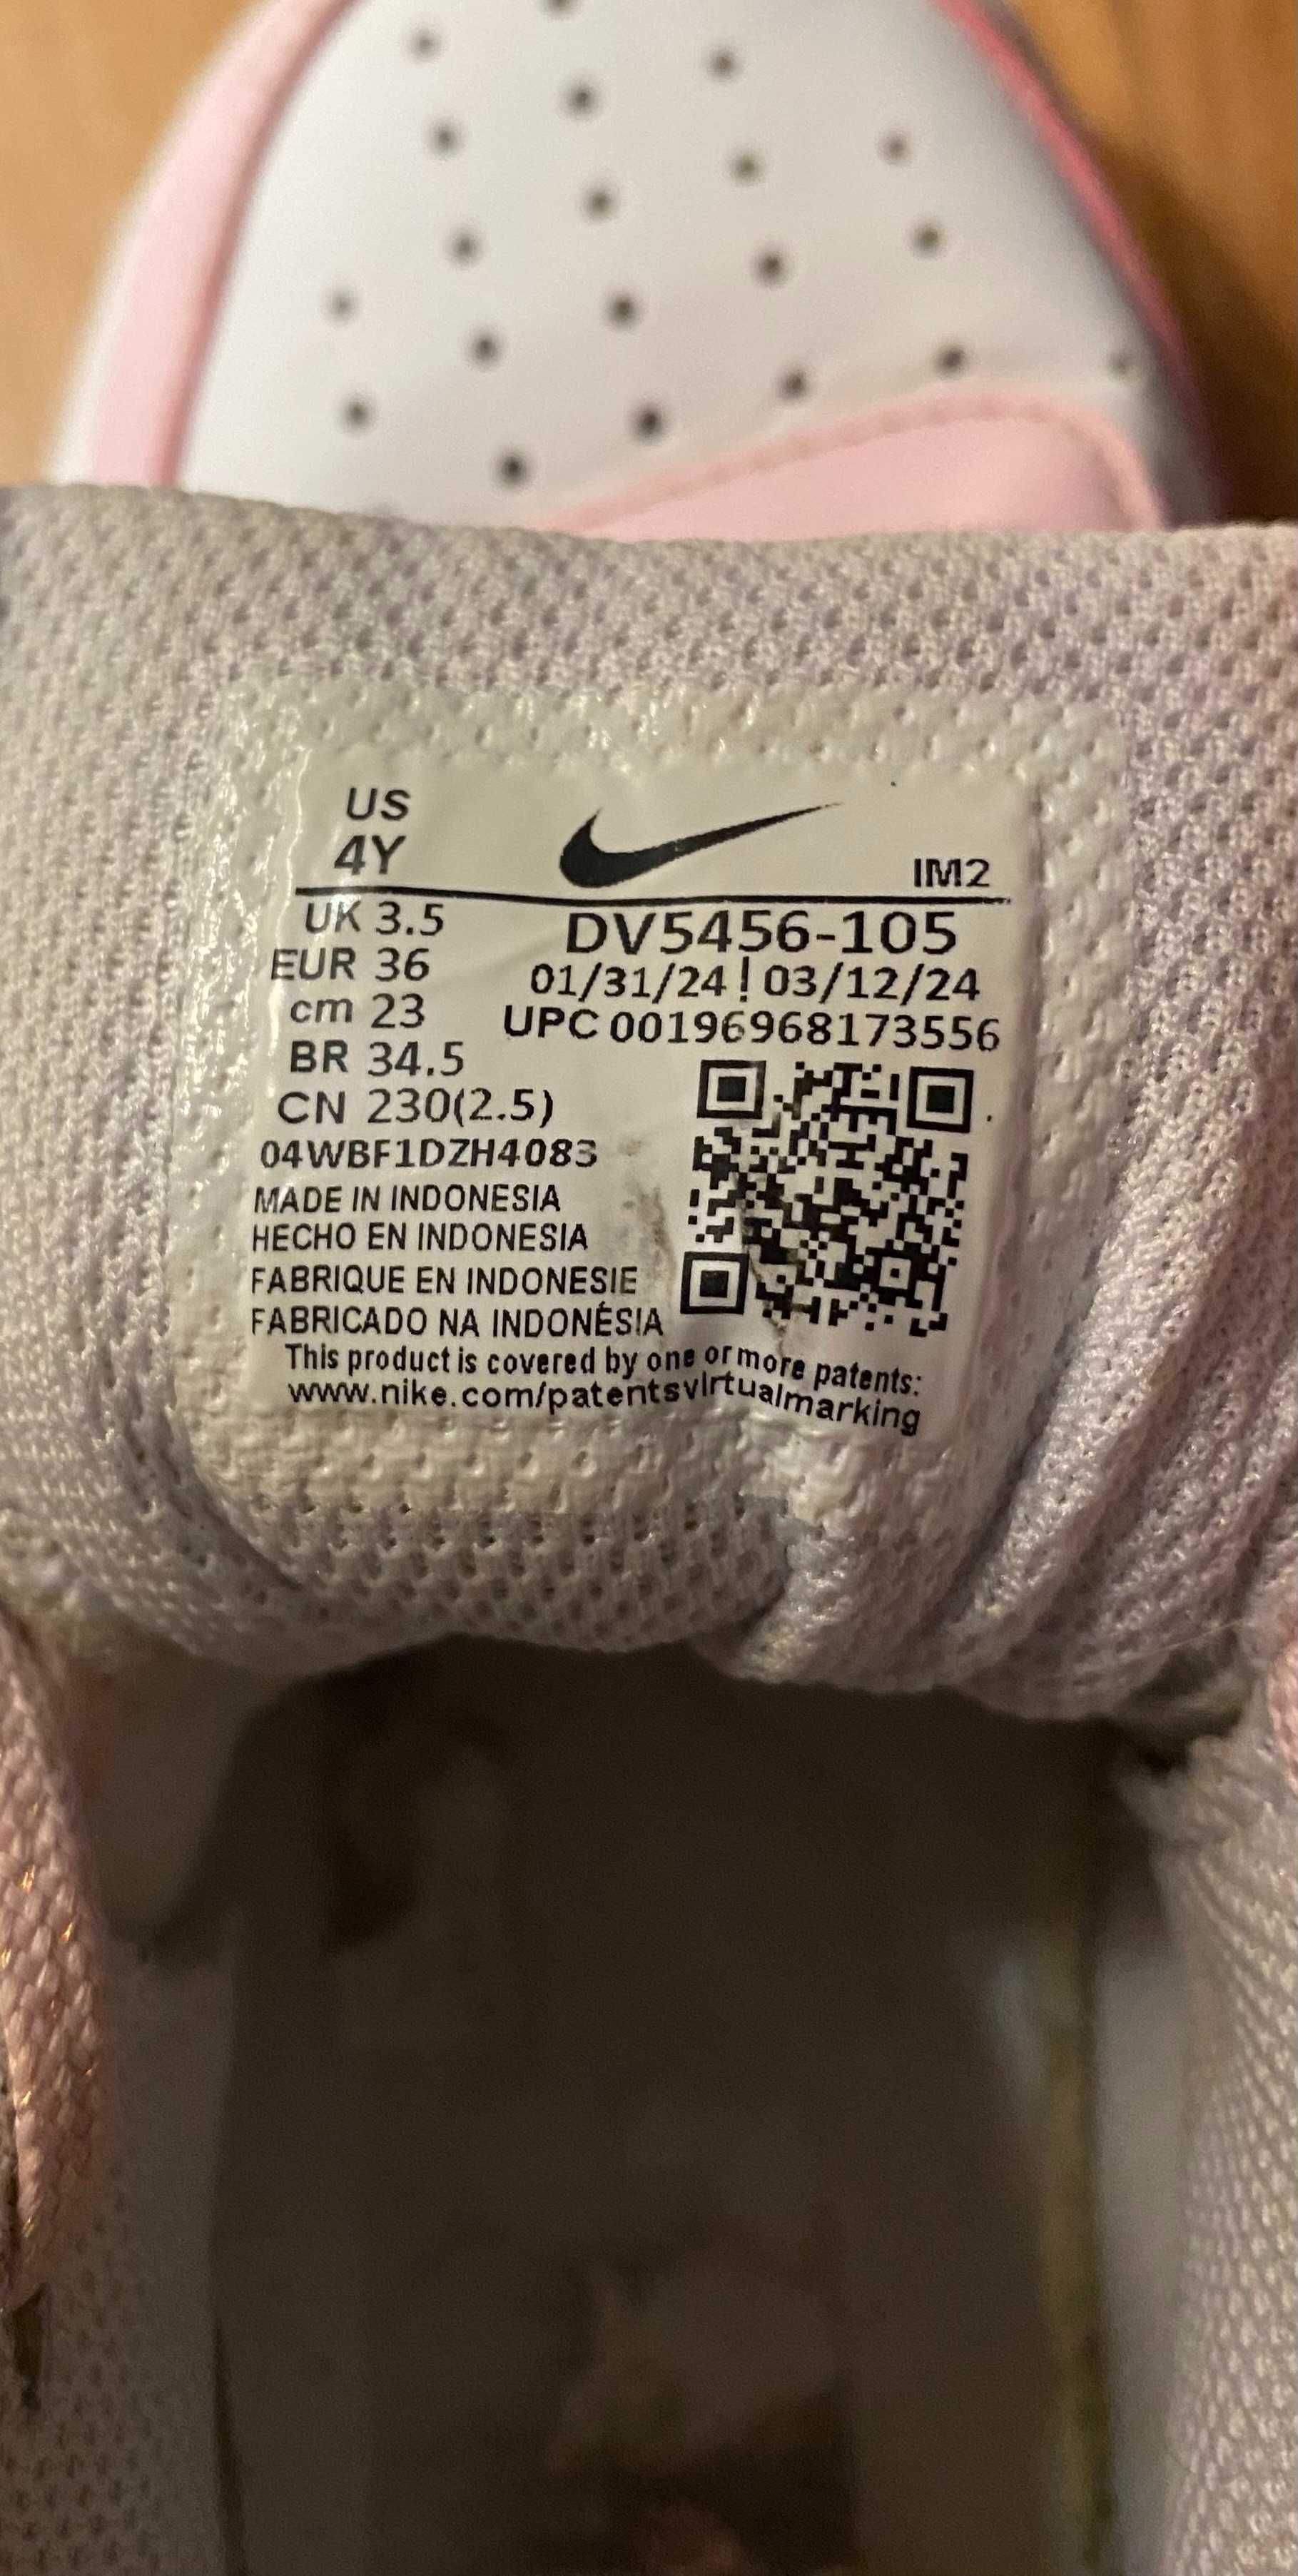 US
4Y
IM2
UK 3.5
DV5456-105
EUR 36
01/31/24 ! 03/12/24
cm 23
UPC 00196968173556
BR 34.5
CN 230(2.5)
04WBF1DZH4083
MADE IN INDONESIA
HECHO EN INDONESIA
FABRIQUE EN INDONESIE
FABRICADO NA INDONÉSIA
This product is covered by one or more patents:
www.nike.com/patentsvirtualmarking